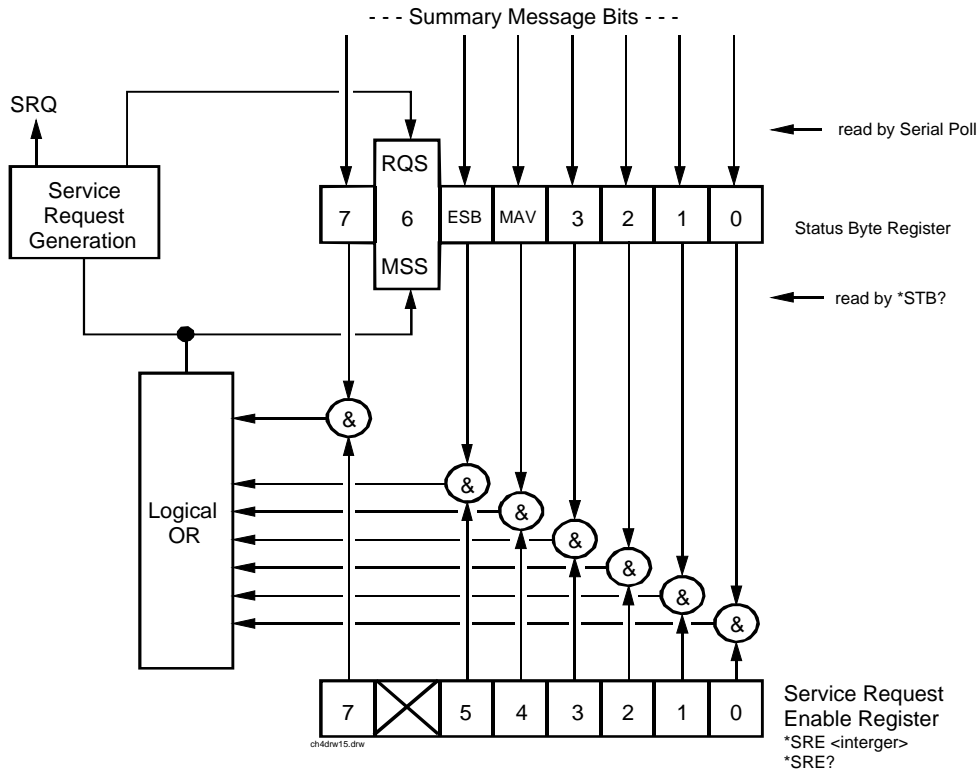 - - - Summary Message Bits - - -
SRQ
read by Serial Poll
Service
Request
Generation
RQS
7 6 ESB MAV 3 2 1 0
MSS
Status Byte Register
read by *STB?
&
&
&
&
&
&
&
Logical
OR
7 5 4 3 2 1 0
ch4drw15.drw
Service Request
Enable Register
*SRE <interger>
*SRE?